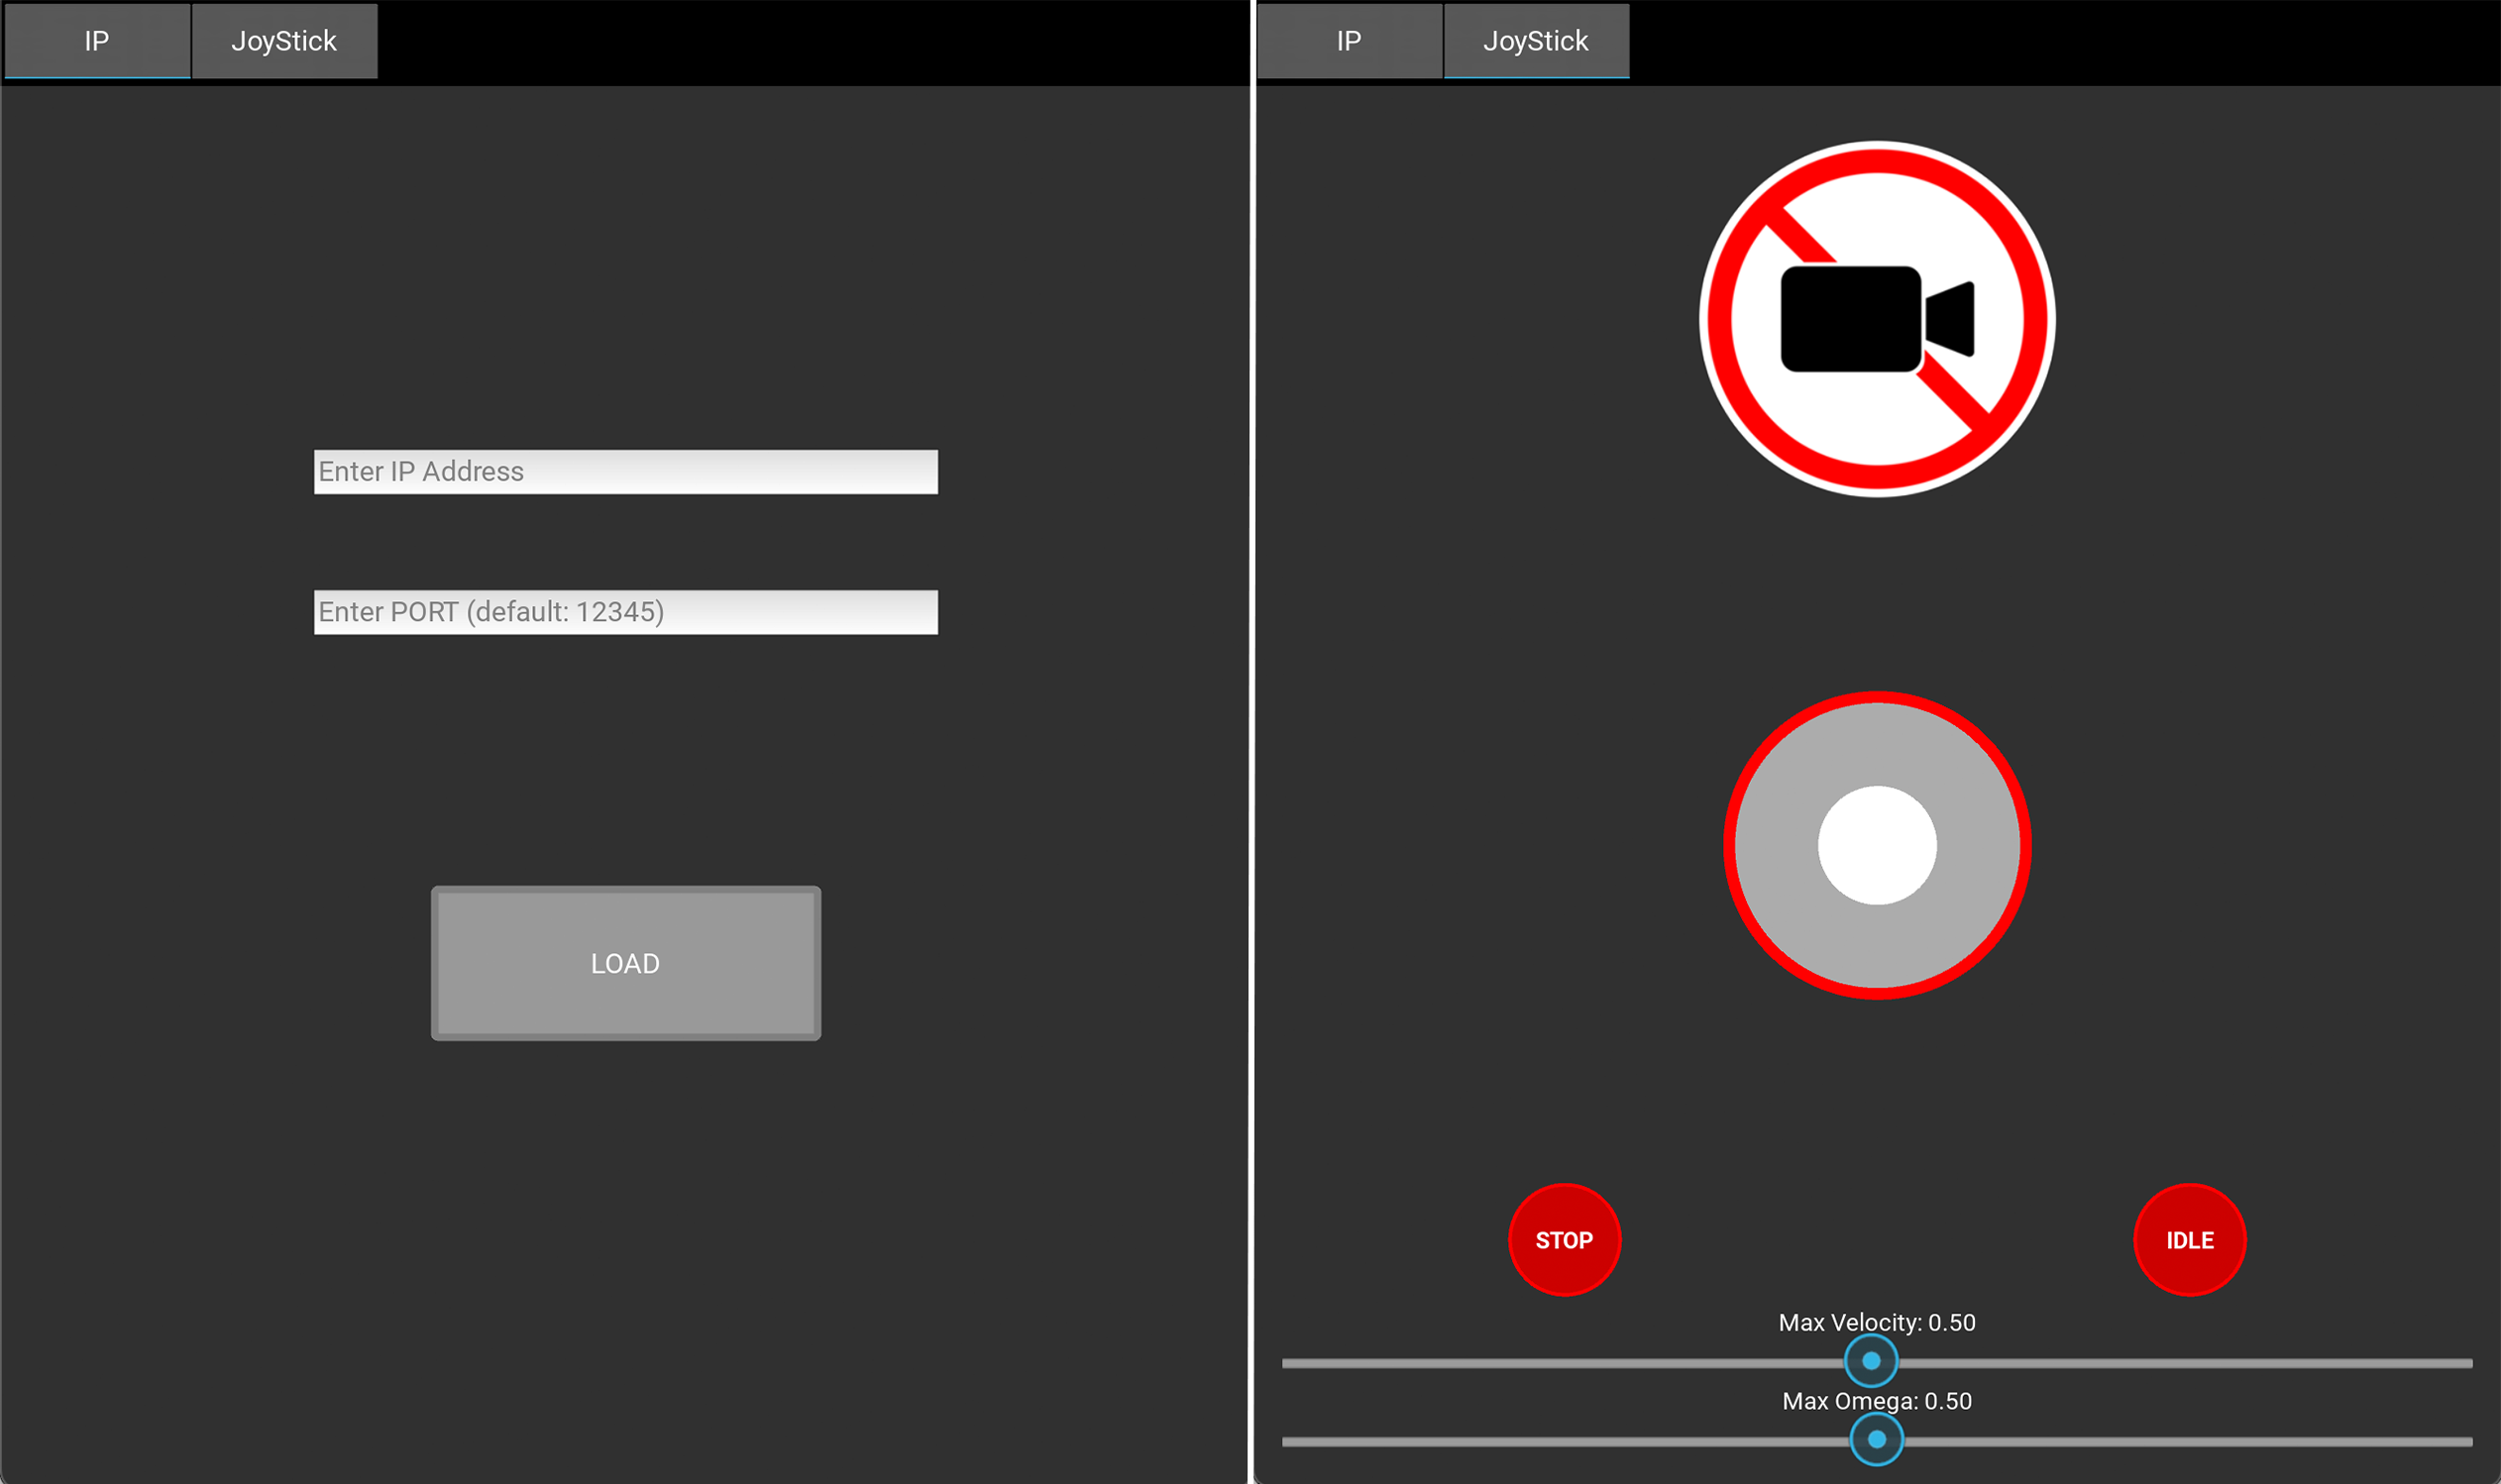 IP
JoyStick
Enter IP Address
Enter PORT (default: 12345)
LOAD
IP
JoyStick
STOP
IDLE
Max Velocity: 0.50
Max Omega: 0.50